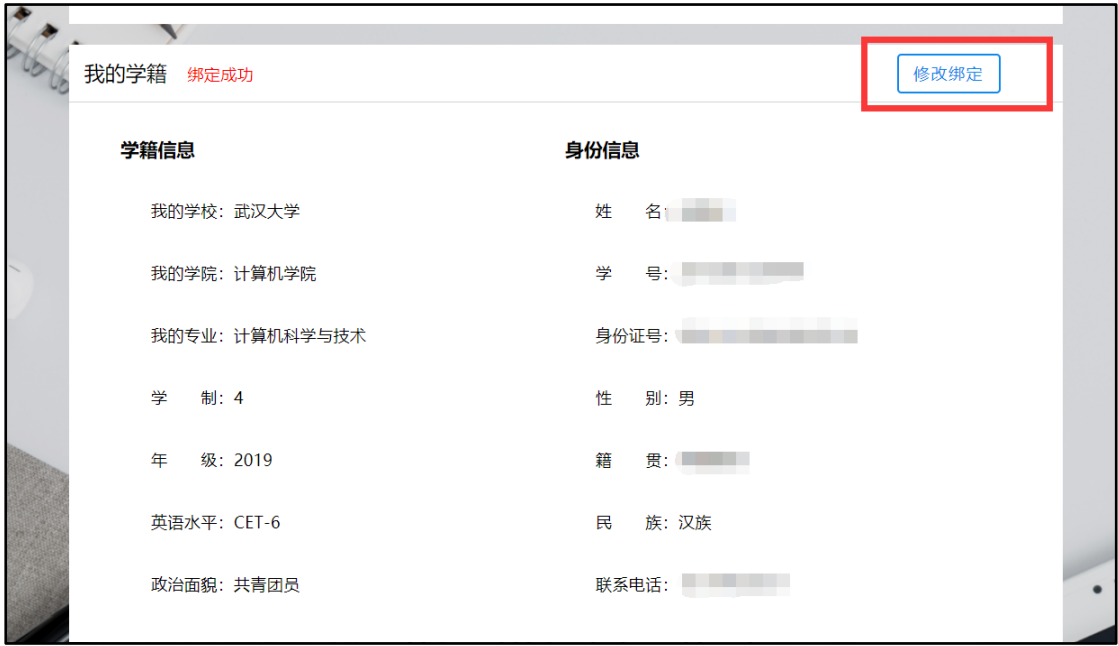 我的学籍 绑定成功 修改绑定
学籍信息 身份信息
我的学校：武汉大学 姓 名:
我的学院：计算机学院 学 号：
我的专业：计算机科学与技术 身份证号：
学 制：4 性 别：男
年 级：2019 籍 贯：
英语水平：CET-6 民 族：汉族
政治面貌：共青团员 联系电话：